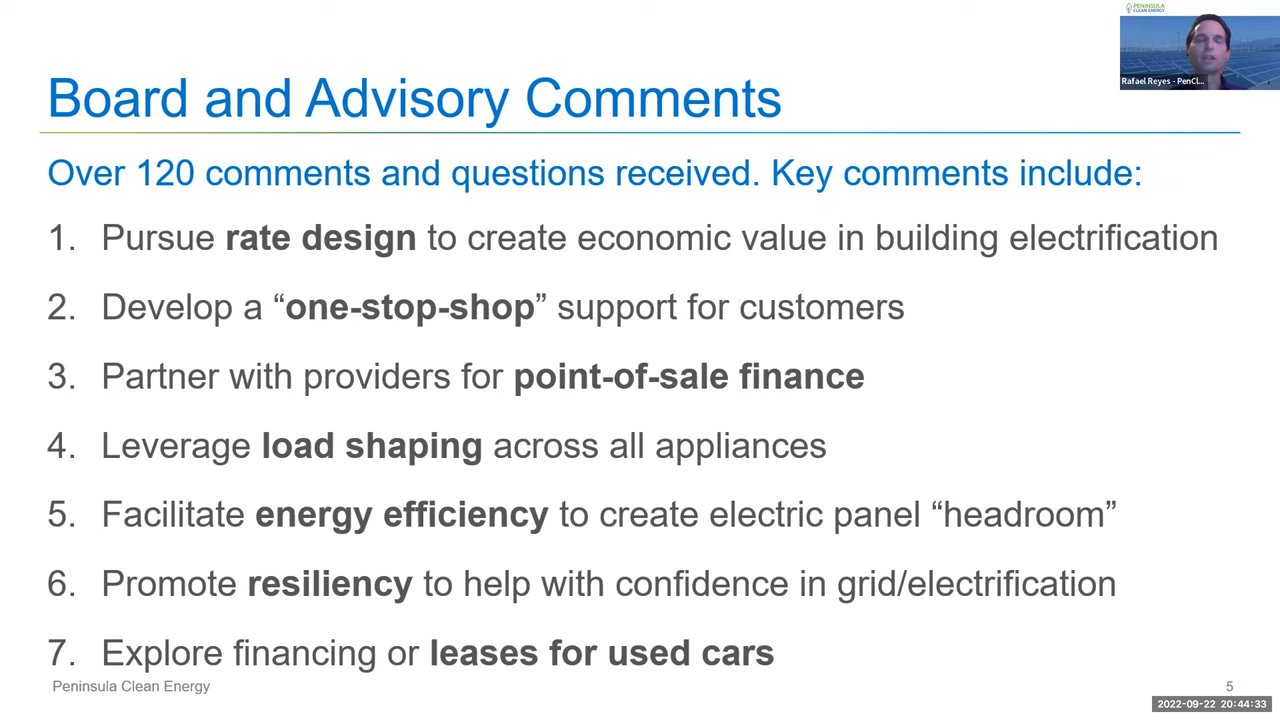 PENINSULA
CLEAN ENERGY
Rafael Reyes - PenCl...
Board and Advisory Comments
Over 120 comments and questions received. Key comments include:
1. Pursue rate design to create economic value in building electrification
2. Develop a “one-stop-shop” support for customers
3. Partner with providers for point-of-sale finance
4. Leverage load shaping across all appliances
5. Facilitate energy efficiency to create electric panel “headroom”
6. Promote resiliency to help with confidence in grid/electrification
7. Explore financing or leases for used cars
Peninsula Clean Energy
5
2022-09-22 20:44:33